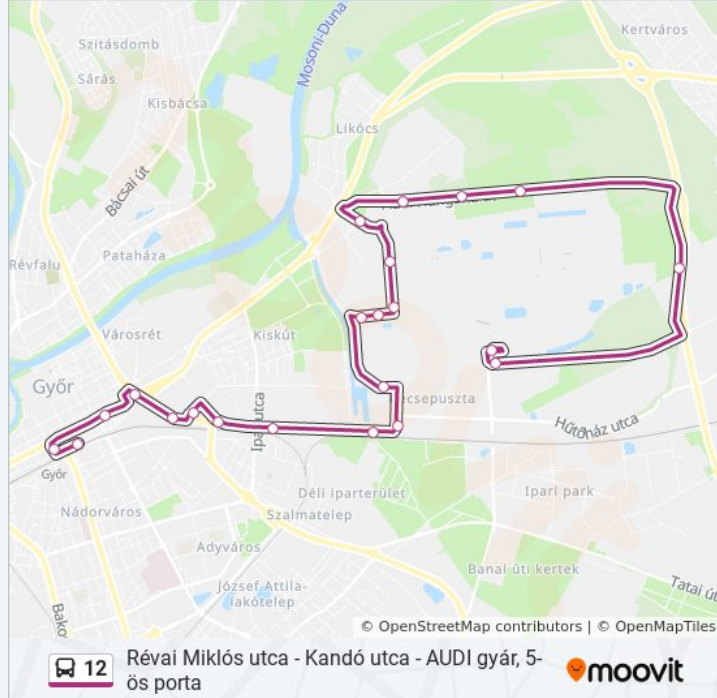 Kertváros
Szitásdomb
Mosoni-Duna
Sárás
Kisbácsa
Likócs
Bácsai út
Révfalu
Pataháza
Városrét
Kiskút
Győr
Ipar utca
écsepuszta
Hűtőház utca
Győr
Déli iparterület
Ipari park
Nádorváros
Szalmatelep
Adyváros
Banai úti kertek
József Attila-
lakótelep
Tatai út
Bako
© OpenStreetMap contributors | © OpenMapTiles
12
Révai Miklós utca - Kandó utca - AUDI gyár, 5-
ös porta
moovit